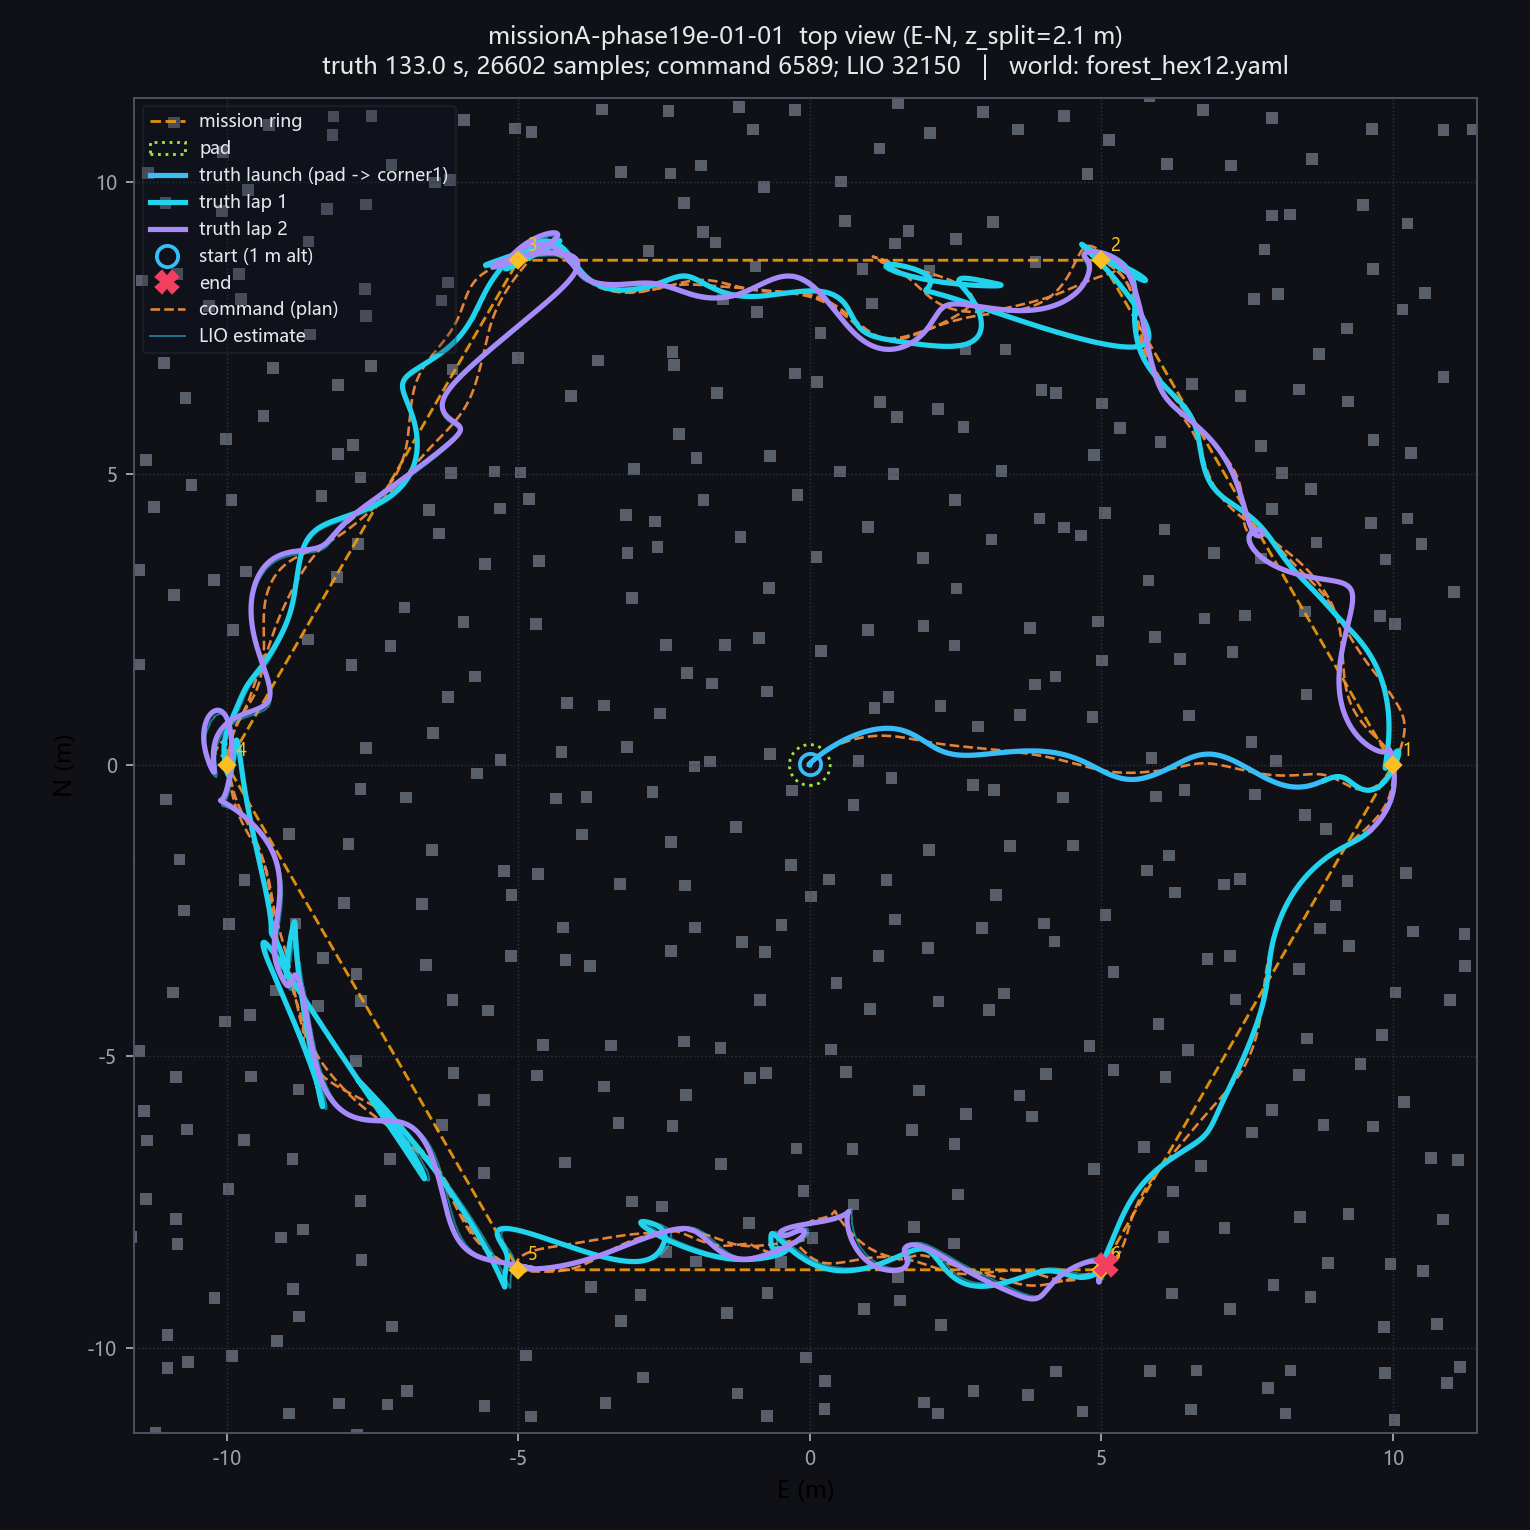 missionA-phase19e-01-01 top view (E-N, z_split=2.1 m)
truth 133.0 s, 26602 samples; command 6589; LIO 32150 | world: forest_hex12.yaml
mission ring
pad
truth launch (pad -> corner1)
truth lap 1
truth lap 2
start (1 m alt)
end
command (plan)
LIO estimate
3
2
4
1
5
6
10
5
0
-5
-10
N (m)
-10
-5
0
5
10
E (m)